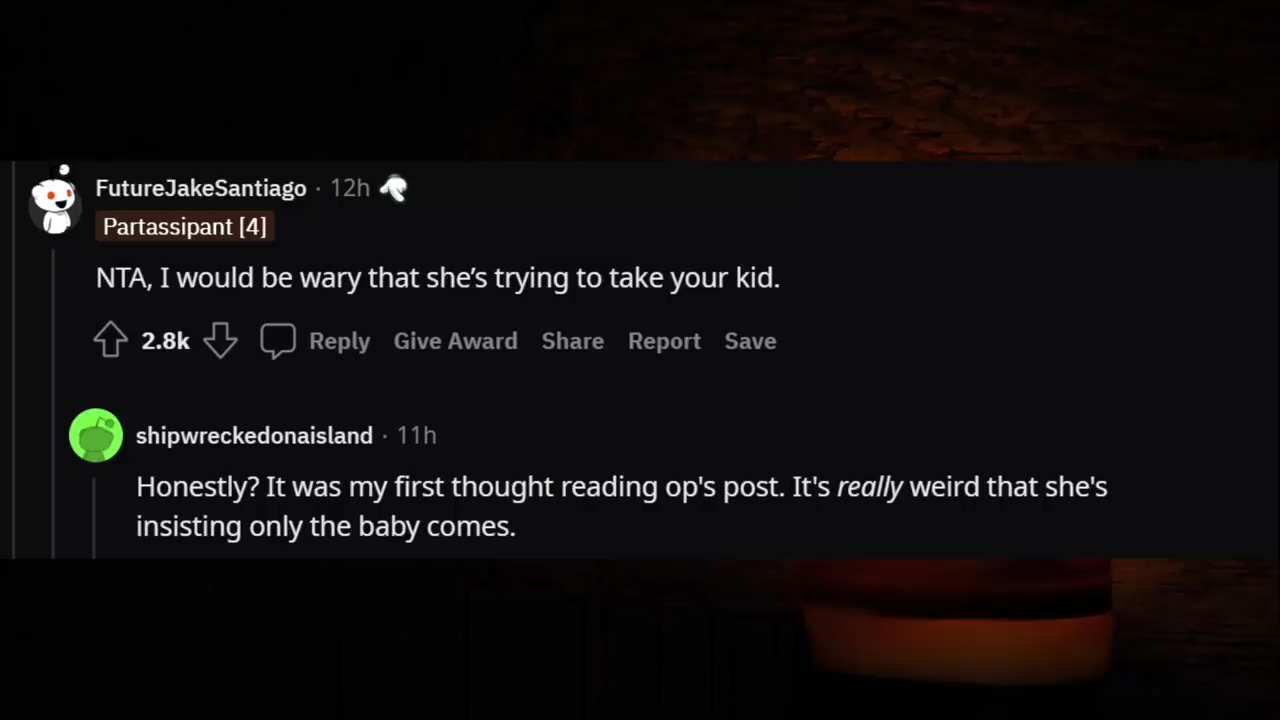 FutureJakeSantiago · 12h
Partassipant [4]
NTA, I would be wary that she’s trying to take your kid.
2.8k Reply Give Award Share Report Save
shipwreckedonaisland · 11h
Honestly? It was my first thought reading op's post. It's really weird that she's
insisting only the baby comes.